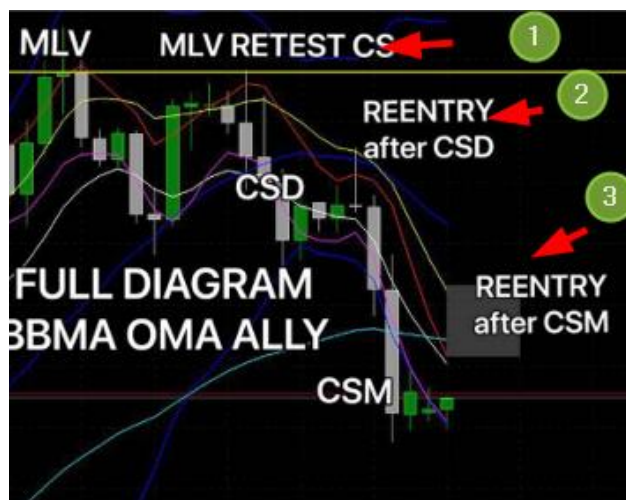 MLV
MLV RETEST CS
1
2
REENTRY
after CSD
CSD
3
FULL DIAGRAM
BBMA OMA ALLY
REENTRY
after CSM
CSM